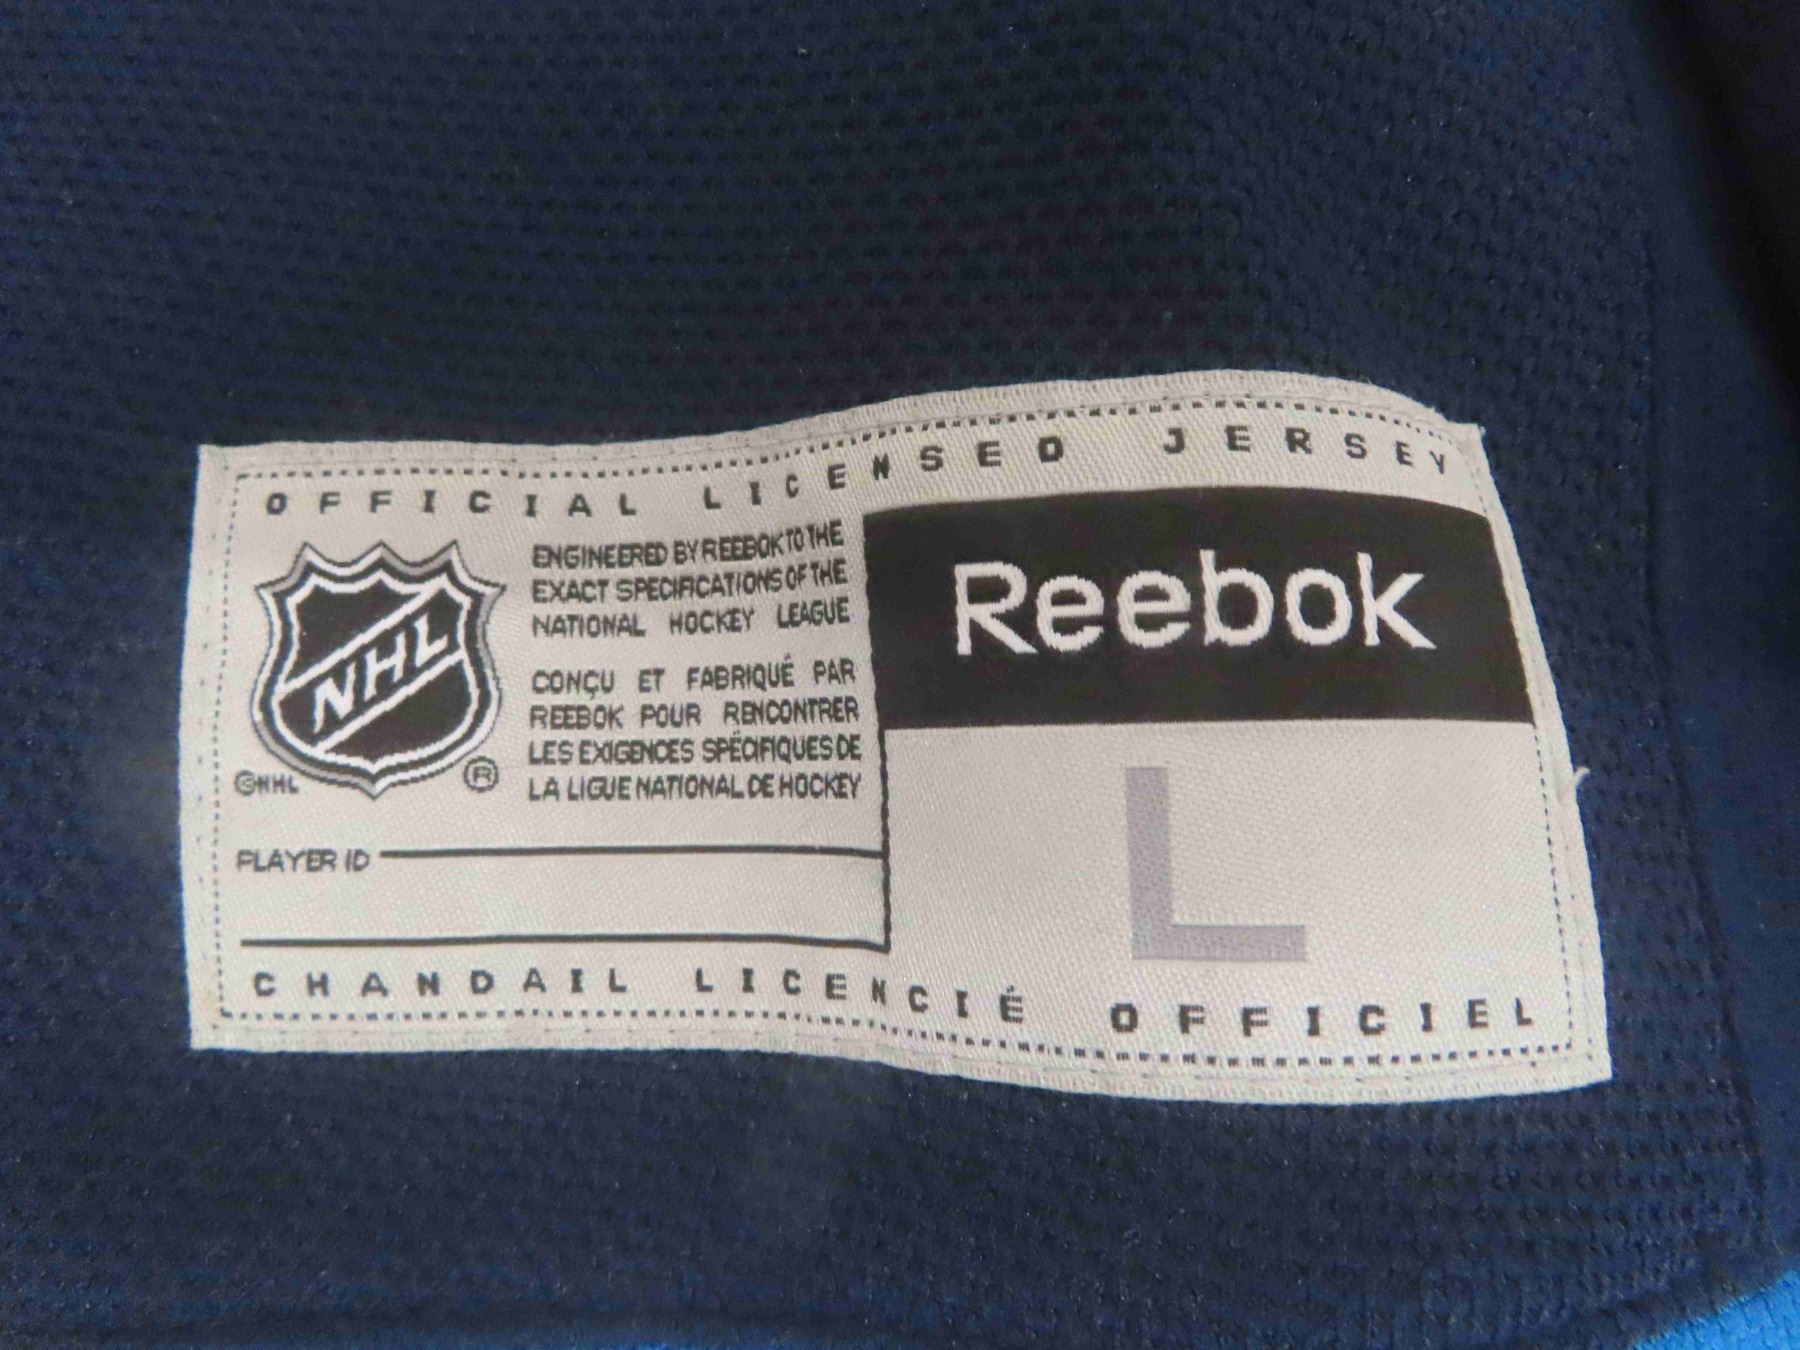 OFFICIAL LICENSED JERSEY
NHL
©NHL ®
ENGINEERED BY REEBOK TO THE
EXACT SPECIFICATIONS OF THE
NATIONAL HOCKEY LEAGUE
CONÇU ET FABRIQUÉ PAR
REEBOK POUR RENCONTRER
LES EXIGENCES SPÉCIFIQUES DE
LA LIGUE NATIONAL DE HOCKEY
PLAYER ID
Reebok
L
CHANDAIL LICENCIÉ OFFICIEL